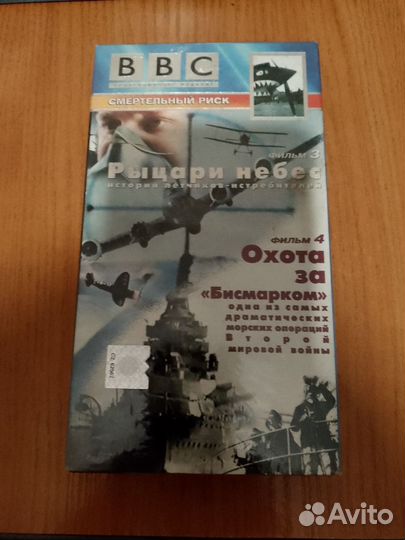 BBC
СМЕРТЕЛЬНЫЙ РИСК
ФИЛЬМ 3
Рыцари небес
история лётчиков-истребителей
ФИЛЬМ 4
Охота
за
«Бисмарком»
одна из самых
драматических
морских операций
Второй
мировой войны
Avito